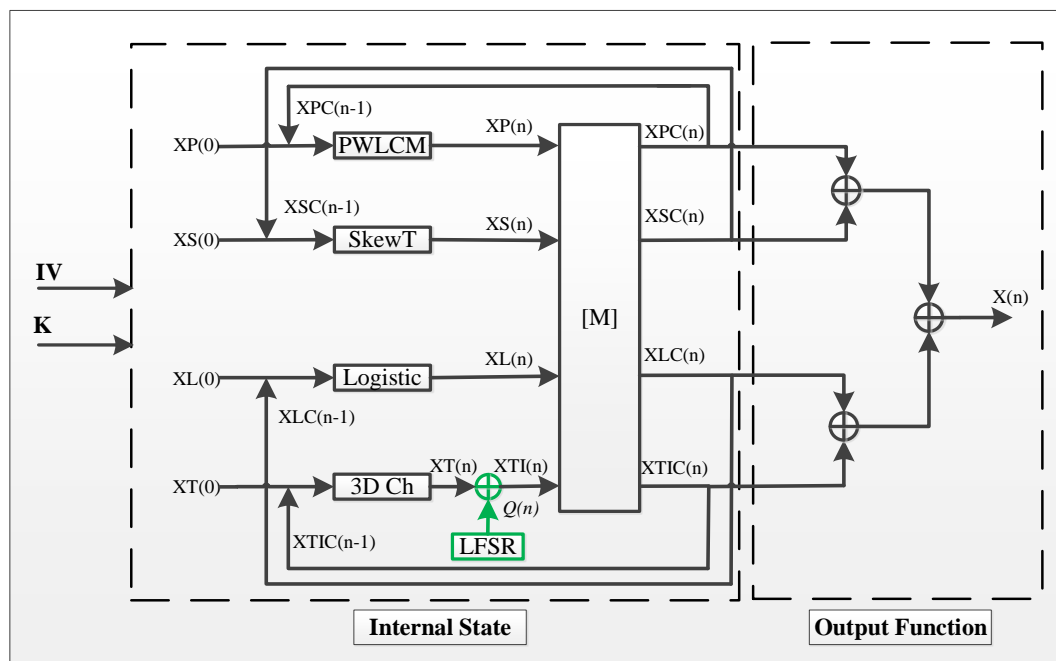 XPC(n-1)
XP(0)
PWLCM
XP(n)
XPC(n)
XSC(n-1)
XS(0)
SkewT
XS(n)
XSC(n)
IV
K
[M]
X(n)
XL(0)
Logistic
XL(n)
XLC(n)
XLC(n-1)
XT(0)
3D Ch
XT(n)
XTI(n)
XTIC(n)
Q(n)
LFSR
XTIC(n-1)
Internal State
Output Function